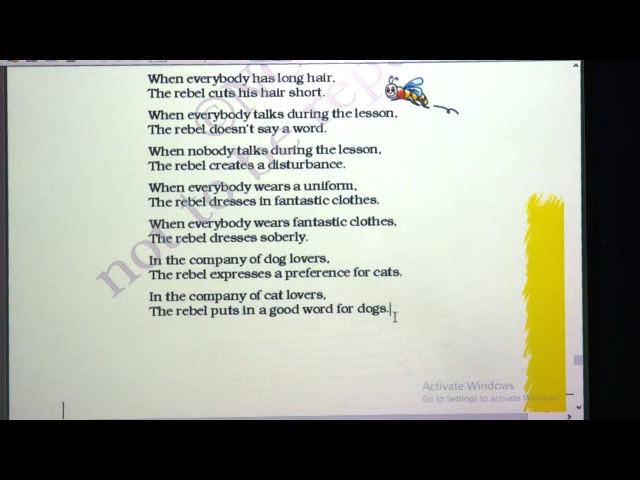 When everybody has long hair,
The rebel cuts his hair short.
When everybody talks during the lesson,
The rebel doesn't say a word.
When nobody talks during the lesson,
The rebel creates a disturbance.
When everybody wears a uniform,
The rebel dresses in fantastic clothes.
When everybody wears fantastic clothes,
The rebel dresses soberly.
In the company of dog lovers,
The rebel expresses a preference for cats.
In the company of cat lovers,
The rebel puts in a good word for dogs.
not to be
Activate Windows
Go to Settings to activate Windows.